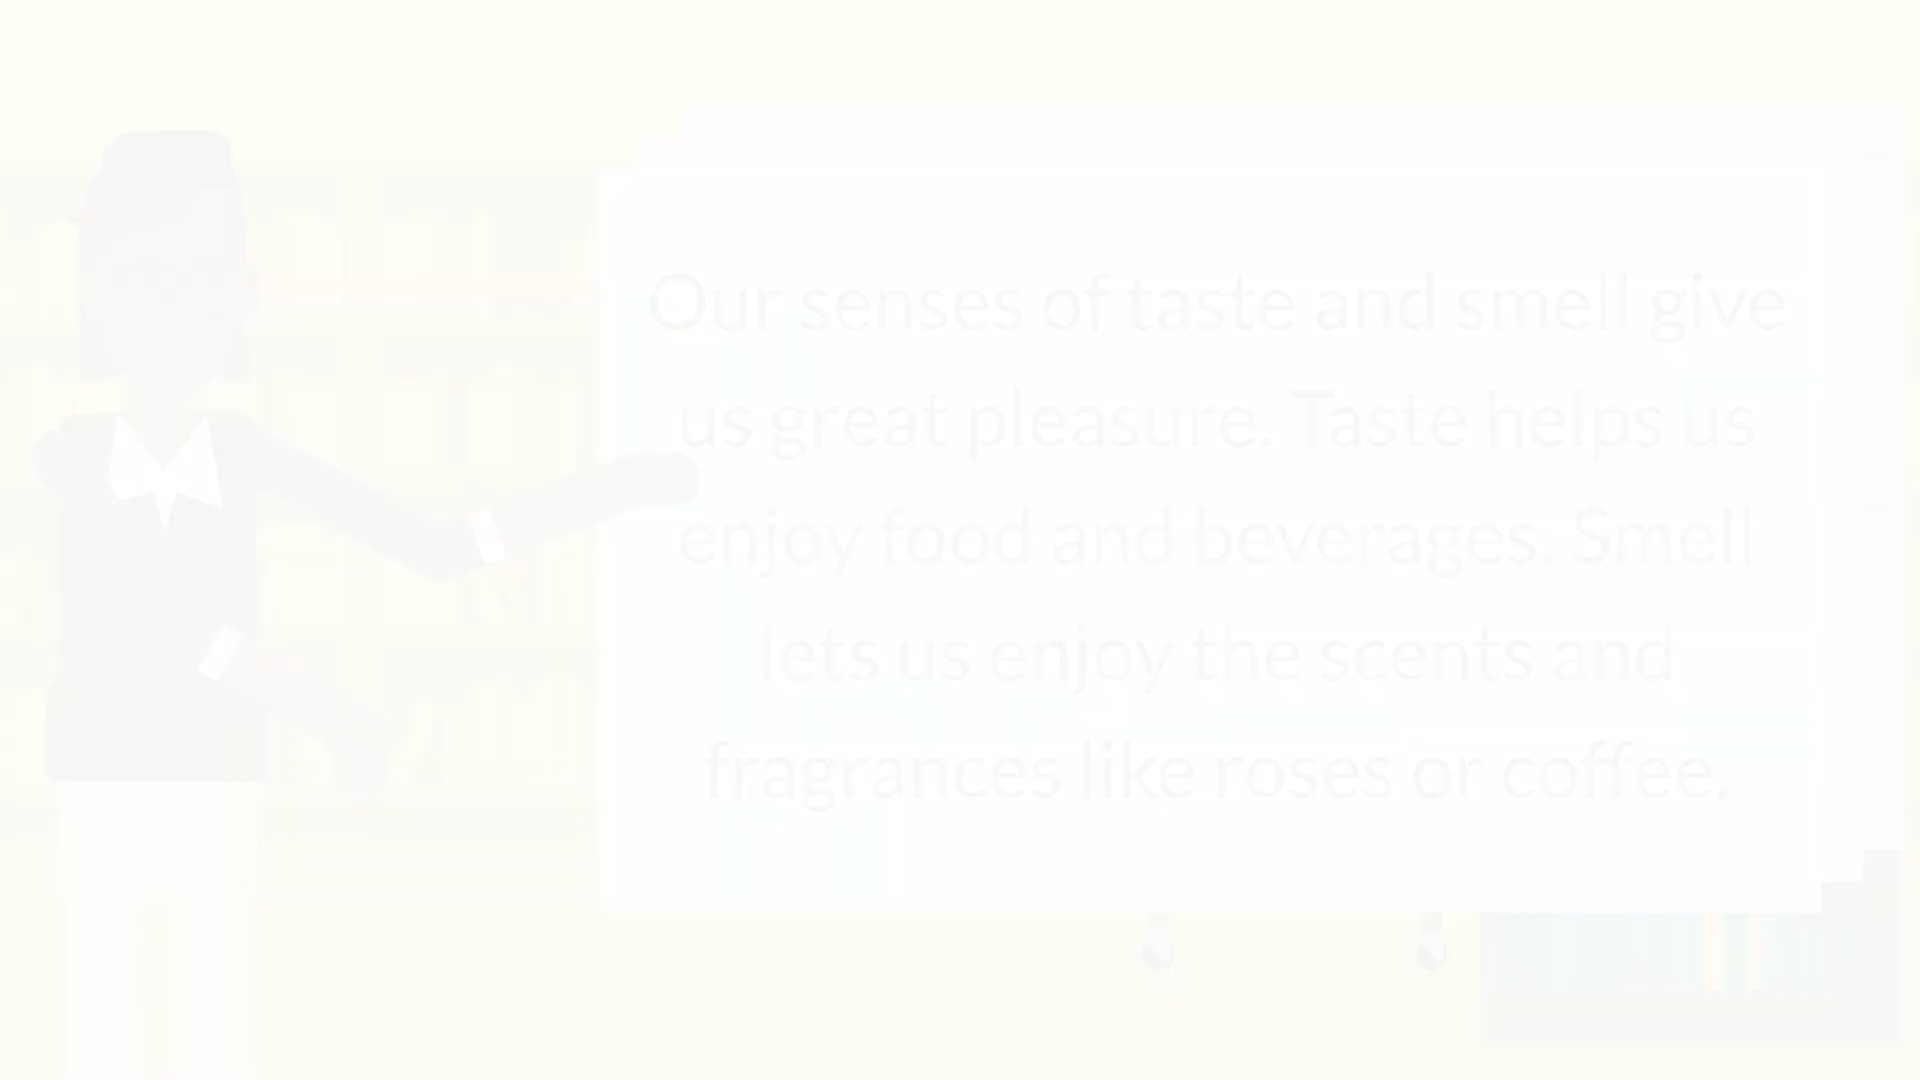 Our senses of taste and smell give
us great pleasure. Taste helps us
enjoy food and beverages. Smell
lets us enjoy the scents and
fragrances like roses or coffee.